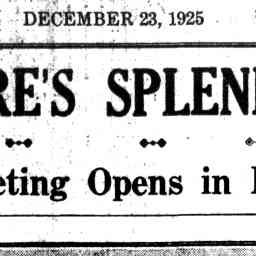 DECEMBER 23, 1925
RE'S SPLEN
eting Opens in